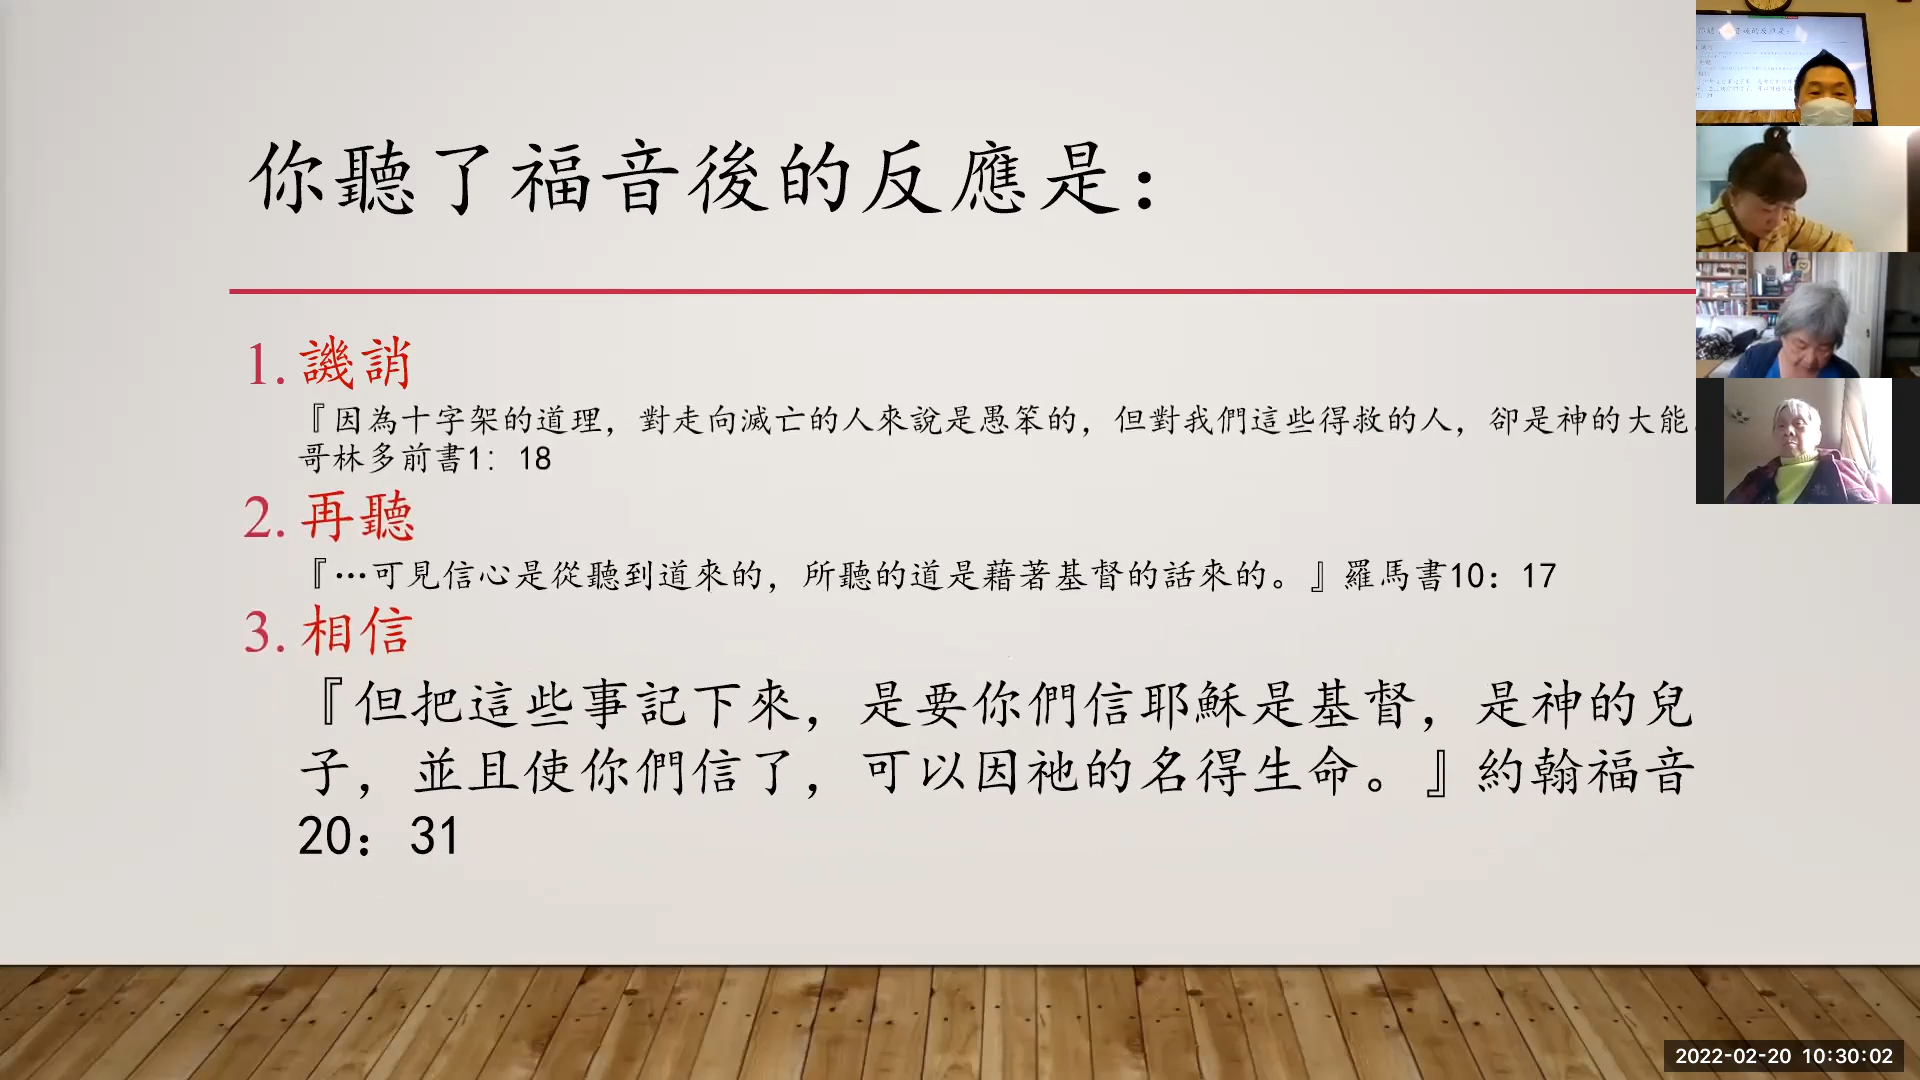 你聽了福音後的反應是：
1. 譏誚
『因為十字架的道理，對走向滅亡的人來說是愚笨的，但對我們這些得救的人，卻是神的大能
哥林多前書1：18
2. 再聽
『…可見信心是從聽到道來的，所聽的道是藉著基督的話來的。』羅馬書10：17
3. 相信
『但把這些事記下來，是要你們信耶穌是基督，是神的兒
子，並且使你們信了，可以因祂的名得生命。』約翰福音
20：31
2022-02-20 10:30:02